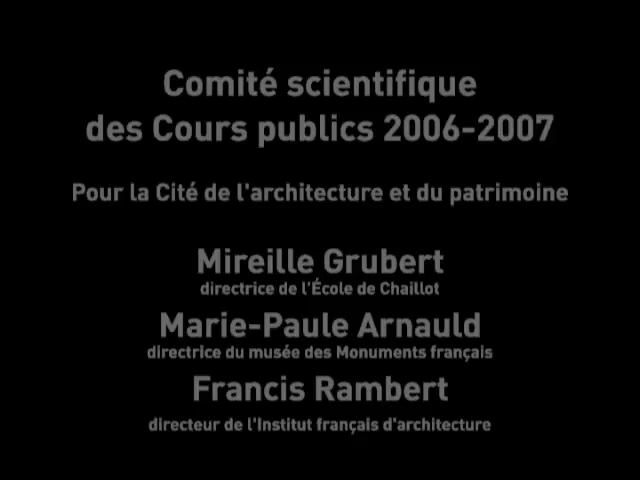 Comité scientifique
des Cours publics 2006-2007
Pour la Cité de l'architecture et du patrimoine
Mireille Grubert
directrice de l'École de Chaillot
Marie-Paule Arnauld
directrice du musée des Monuments français
Francis Rambert
directeur de l'Institut français d'architecture